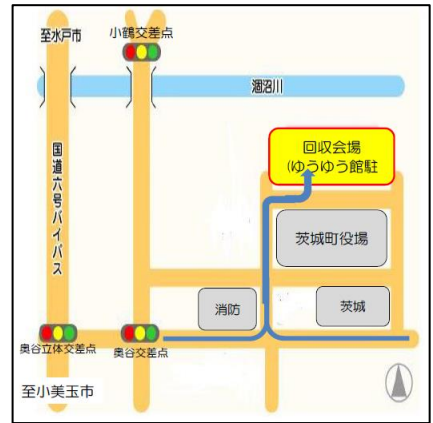 至水戸市
小鶴交差点
涸沼川
国道六号バイパス
回収会場
(ゆうゆう館駐
茨城町役場
消防
茨城
奥谷立体交差点
奥谷交差点
至小美玉市